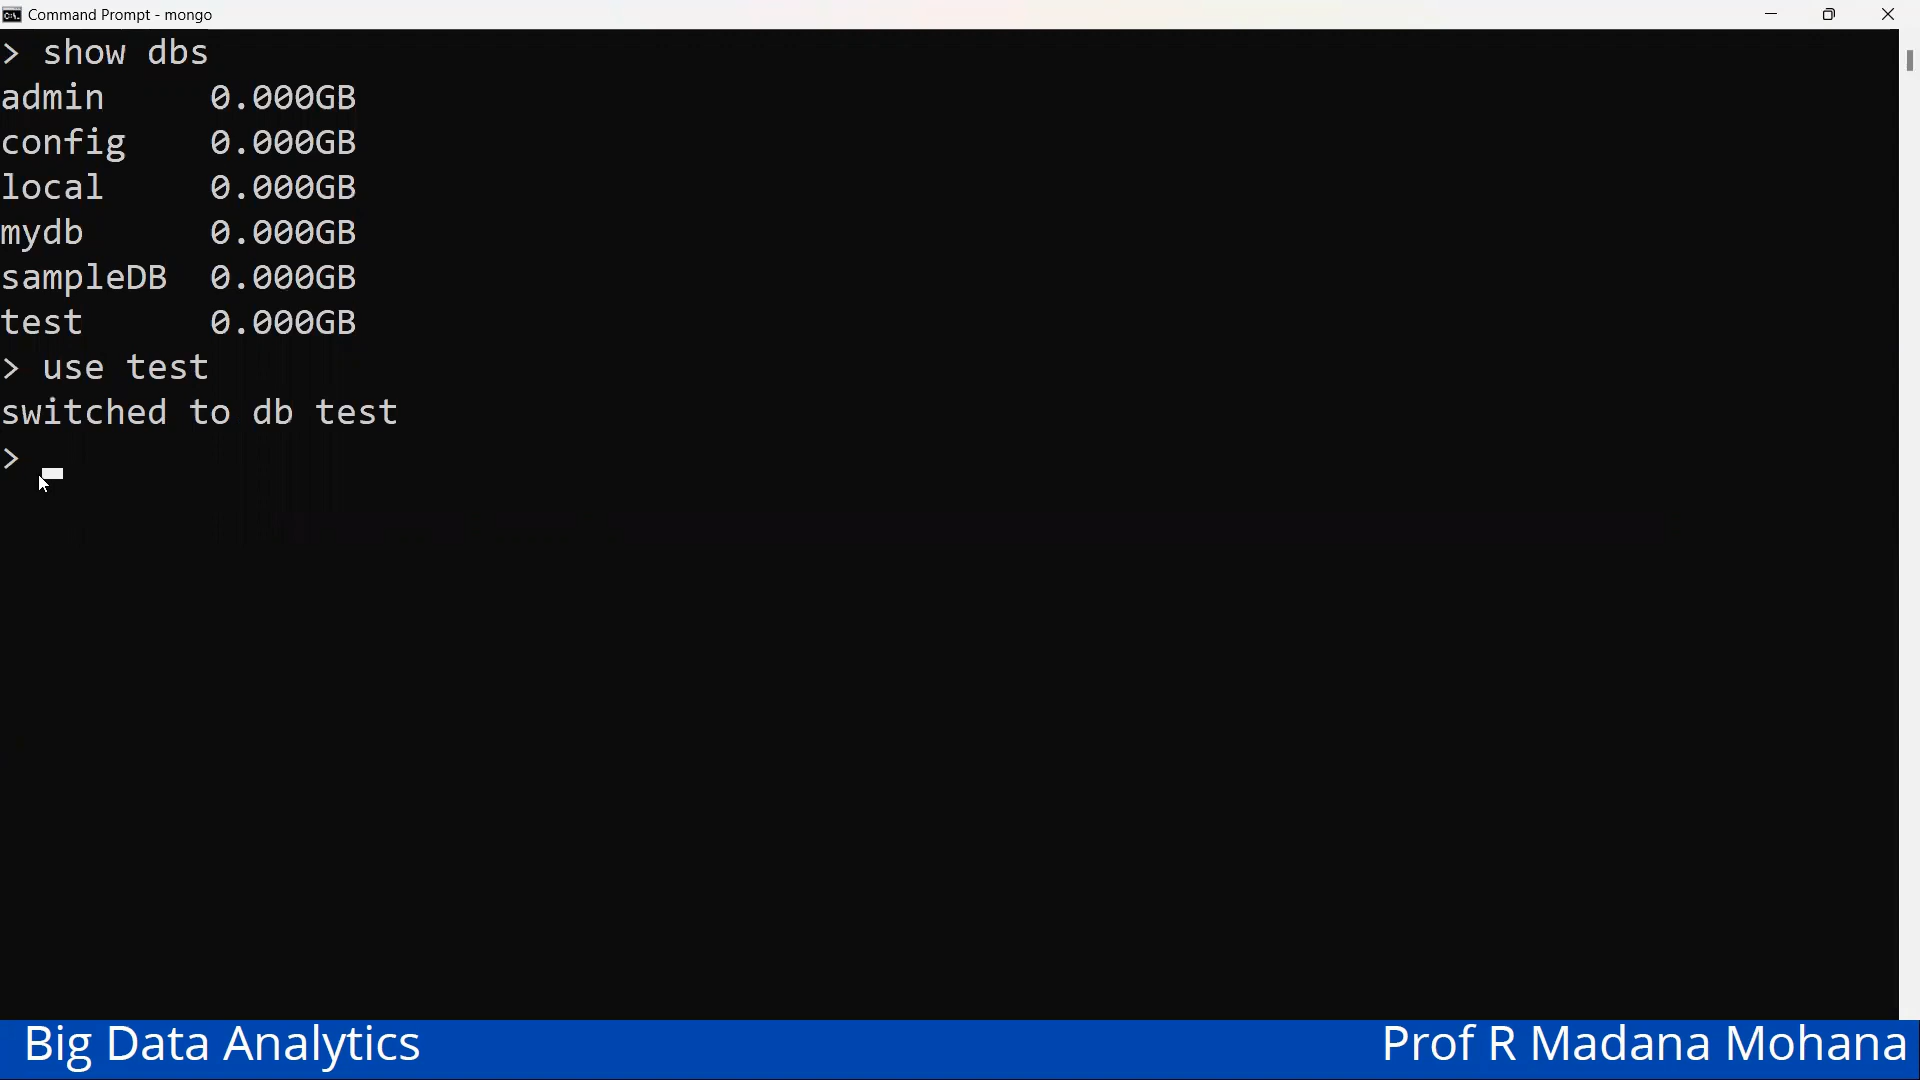 Command Prompt - mongo
> show dbs
admin     0.000GB
config    0.000GB
local     0.000GB
mydb      0.000GB
sampleDB  0.000GB
test      0.000GB
> use test
switched to db test
>
Big Data Analytics
Prof R Madana Mohana